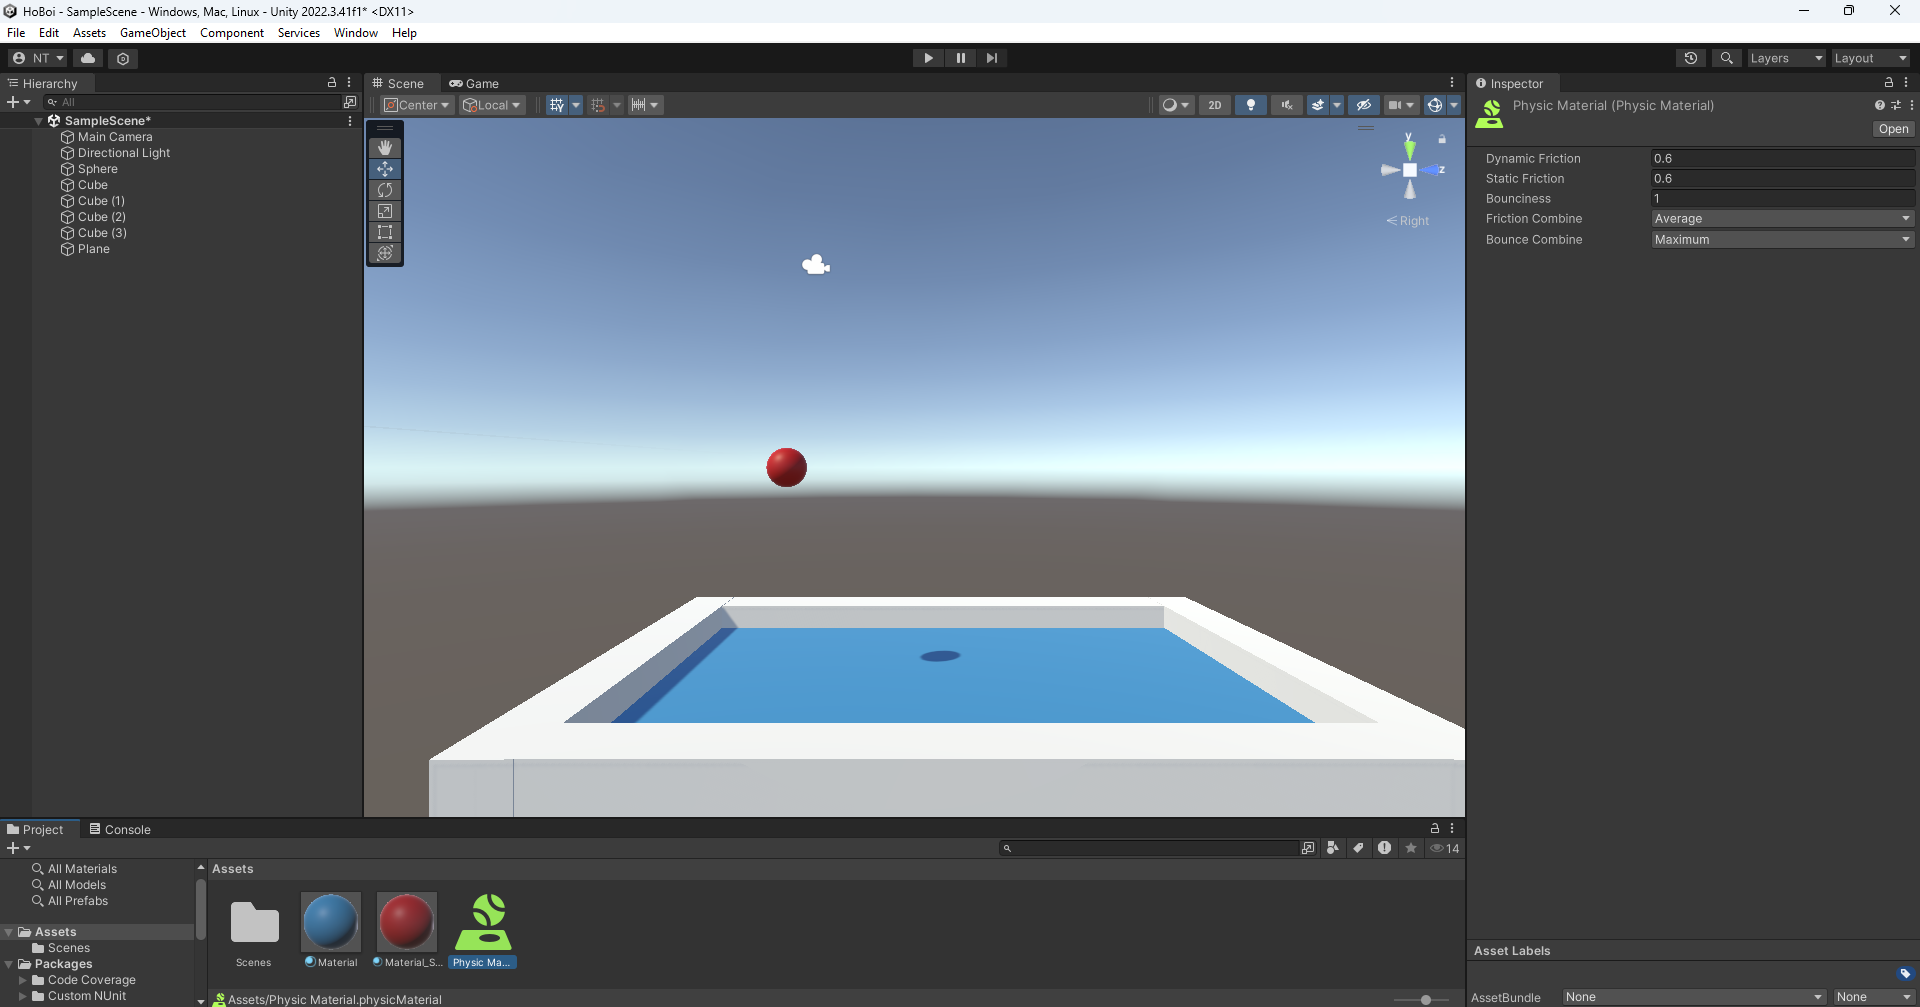 HoBoi - SampleScene - Windows, Mac, Linux - Unity 2022.3.41f1* <DX11>
File Edit Assets GameObject Component Services Window Help
NT Layers Layout
Hierarchy
All
SampleScene*
Main Camera
Directional Light
Sphere
Cube
Cube (1)
Cube (2)
Cube (3)
Plane
Scene Game
Center Local 2D
y
z
Right
Inspector
Physic Material (Physic Material)
Open
Dynamic Friction 0.6
Static Friction 0.6
Bounciness 1
Friction Combine Average
Bounce Combine Maximum
Project Console
14
All Materials
All Models
All Prefabs
Assets
Scenes
Packages
Code Coverage
Custom NUnit
Assets
Scenes Material Material_S... Physic Ma...
Assets/Physic Material.physicMaterial
Asset Labels
AssetBundle None None